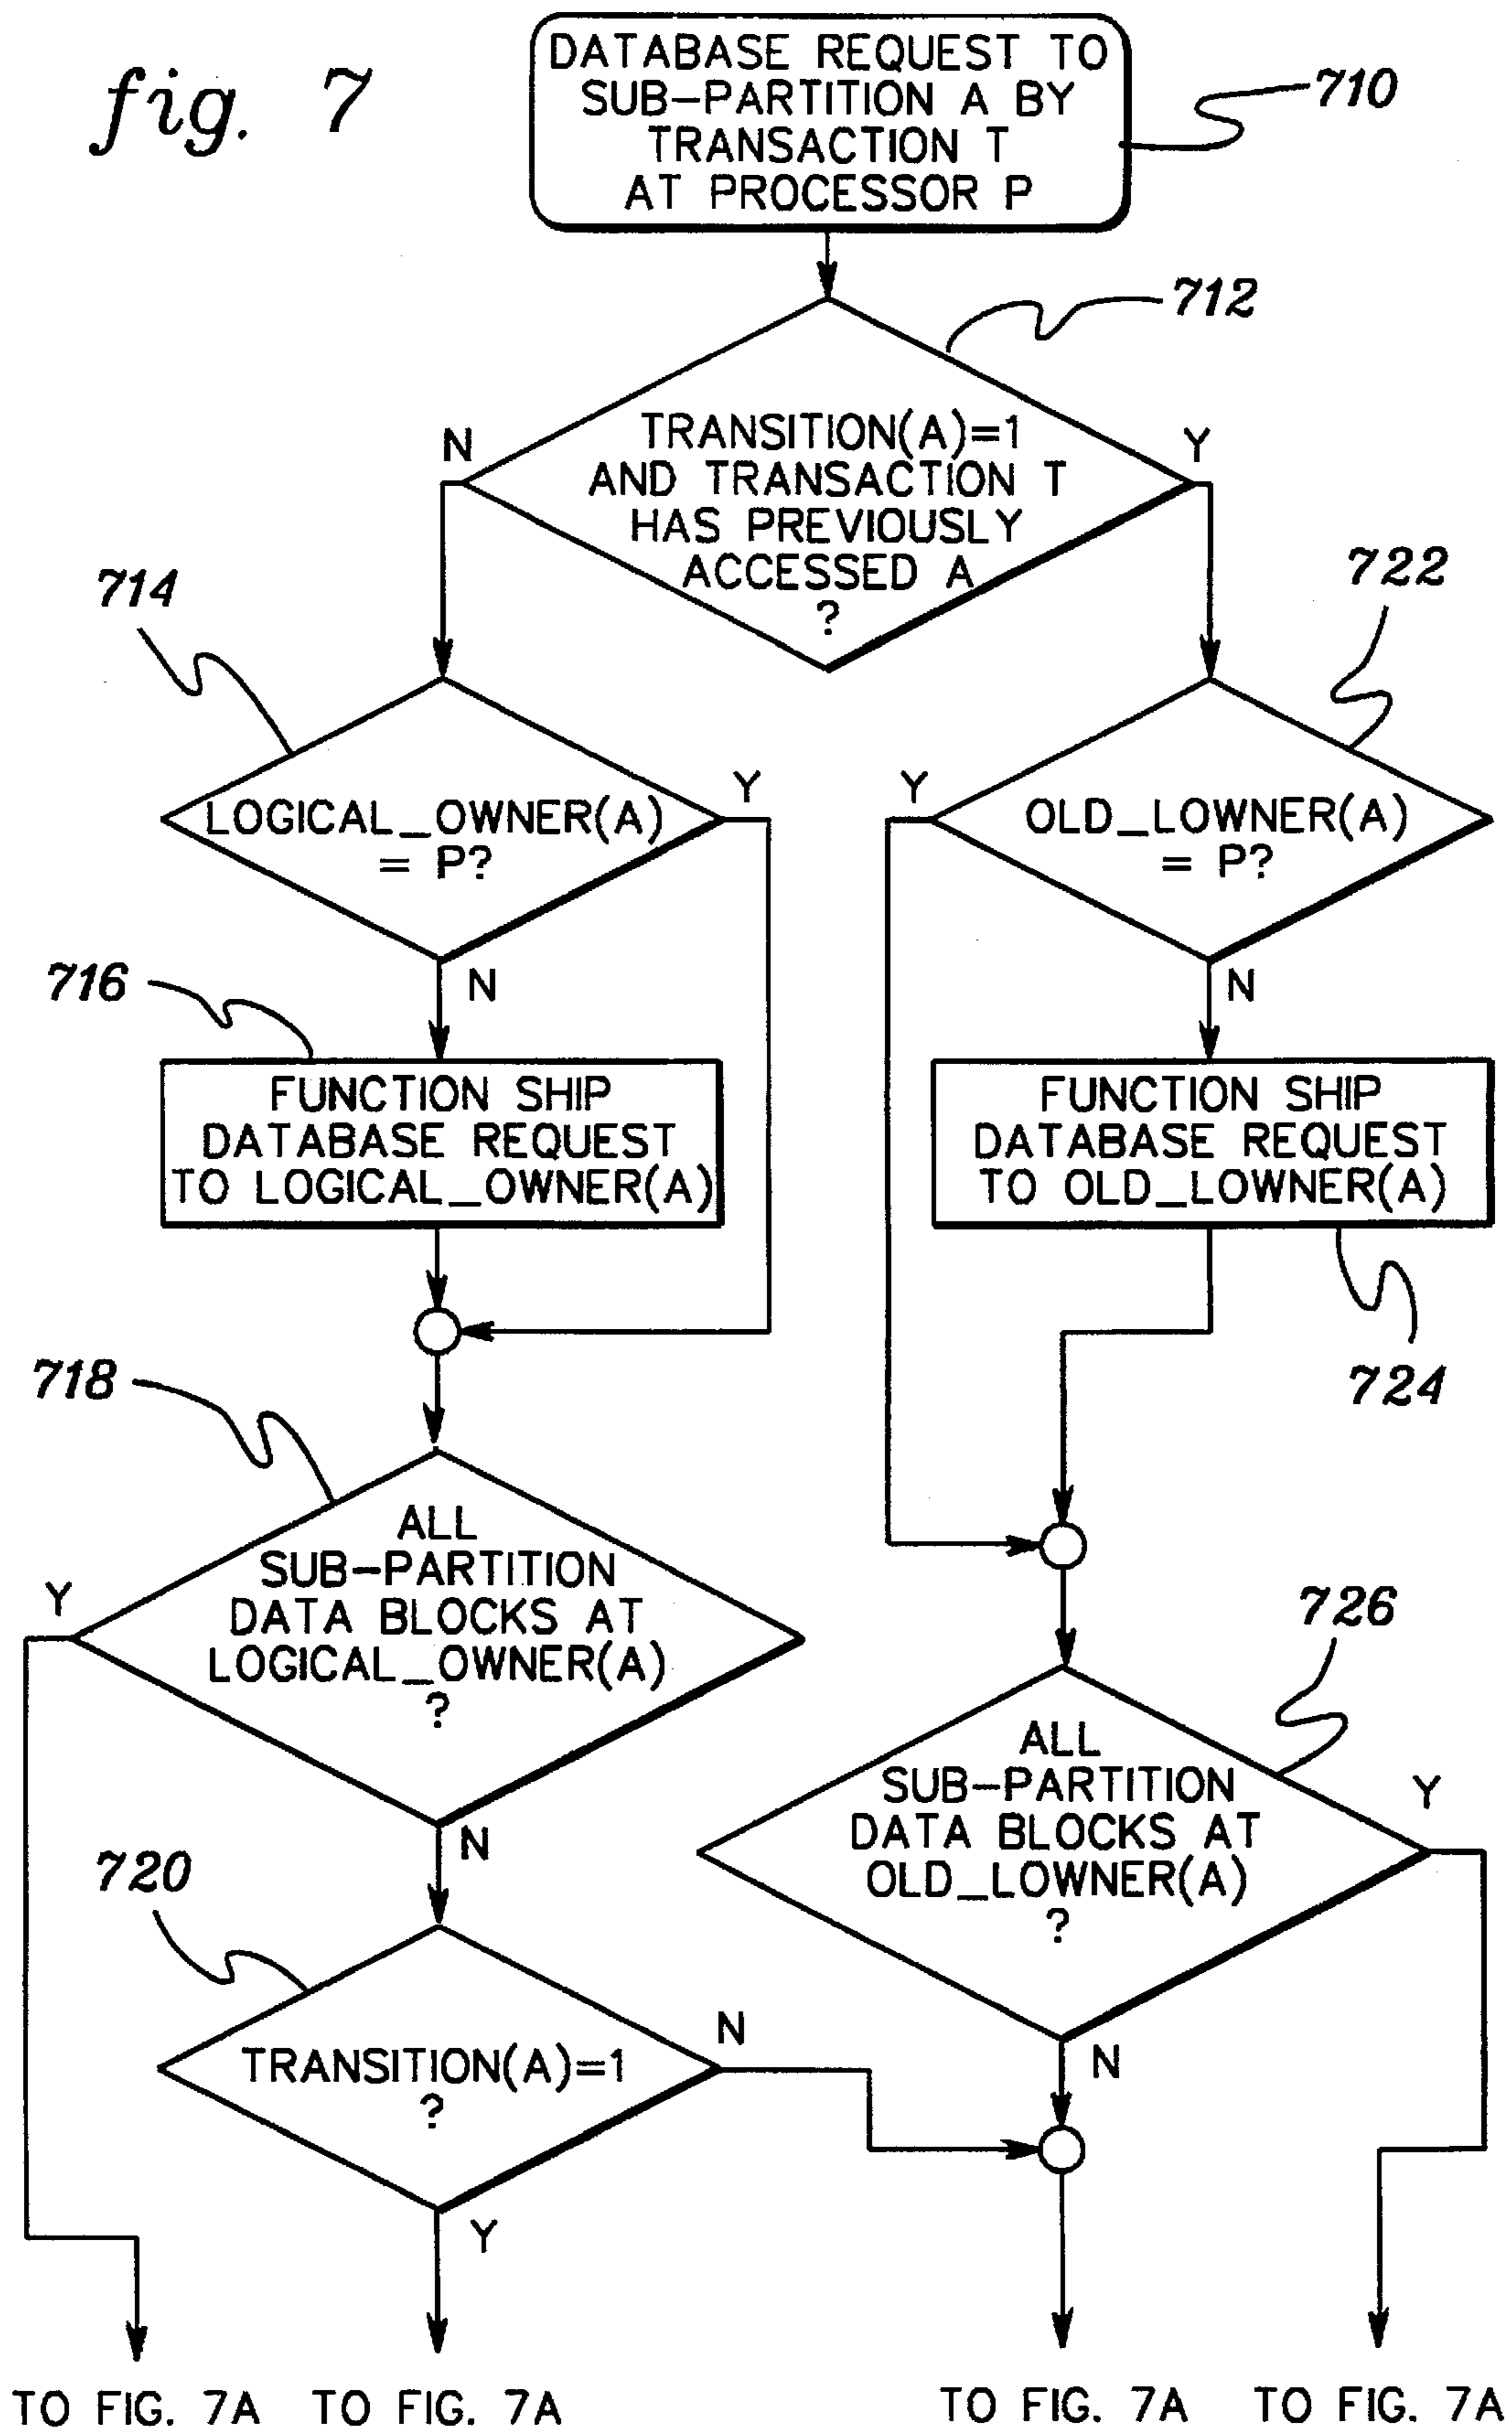 fig. 7
DATABASE REQUEST TO
SUB-PARTITION A BY
TRANSACTION T
AT PROCESSOR P
710
712
N
TRANSITION(A)=1
AND TRANSACTION T
HAS PREVIOUSLY
ACCESSED A
?
Y
714
722
LOGICAL_OWNER(A)
= P?
Y
N
Y
OLD_LOWNER(A)
= P?
N
716
FUNCTION SHIP
DATABASE REQUEST
TO LOGICAL_OWNER(A)
FUNCTION SHIP
DATABASE REQUEST
TO OLD_LOWNER(A)
724
718
Y
ALL
SUB-PARTITION
DATA BLOCKS AT
LOGICAL_OWNER(A)
?
N
726
ALL
SUB-PARTITION
DATA BLOCKS AT
OLD_LOWNER(A)
?
Y
N
720
TRANSITION(A)=1
?
N
Y
TO FIG. 7A
TO FIG. 7A
TO FIG. 7A
TO FIG. 7A